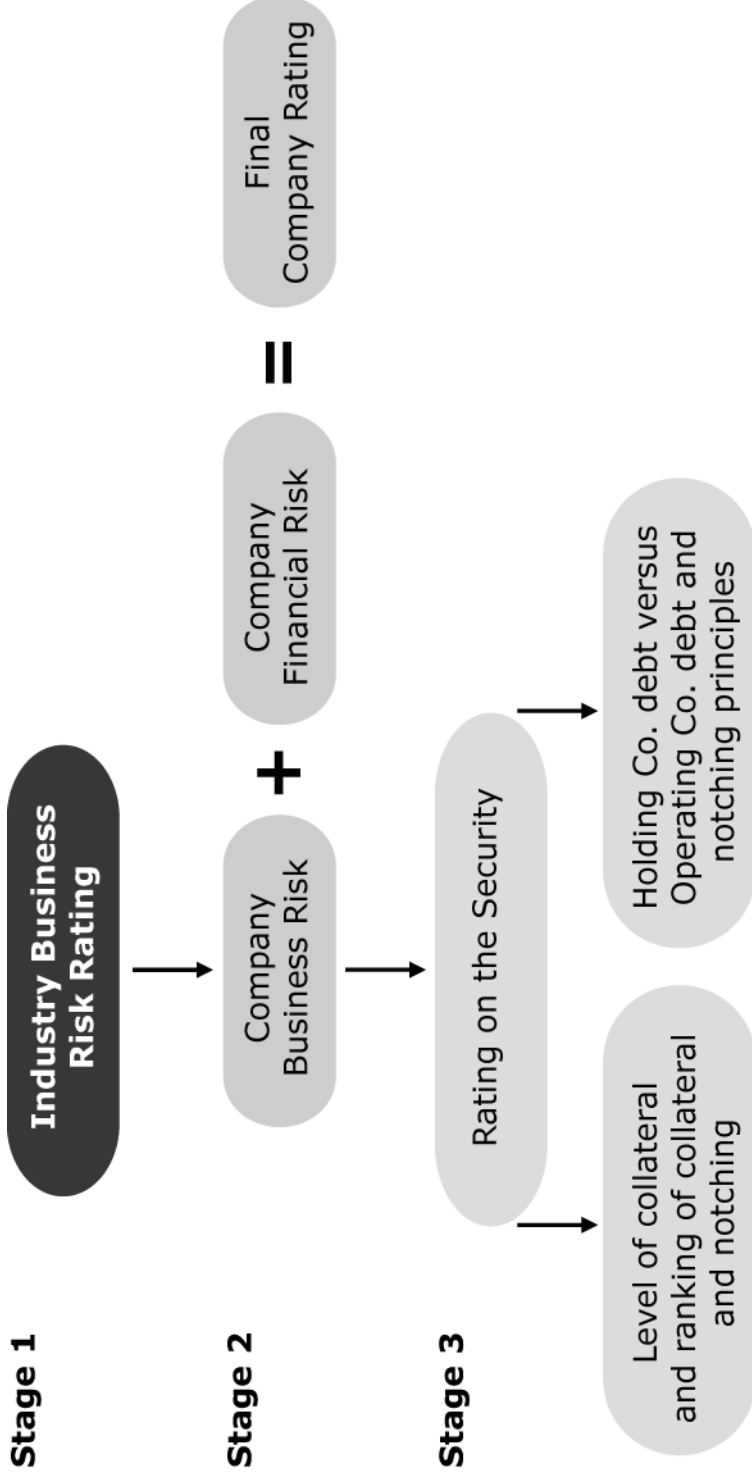 Stage 1
Industry Business
Risk Rating
Stage 2
Company
Business Risk
+
Company
Financial Risk
=
Final
Company Rating
Stage 3
Rating on the Security
Level of collateral
and ranking of collateral
and notching
Holding Co. debt versus
Operating Co. debt and
notching principles